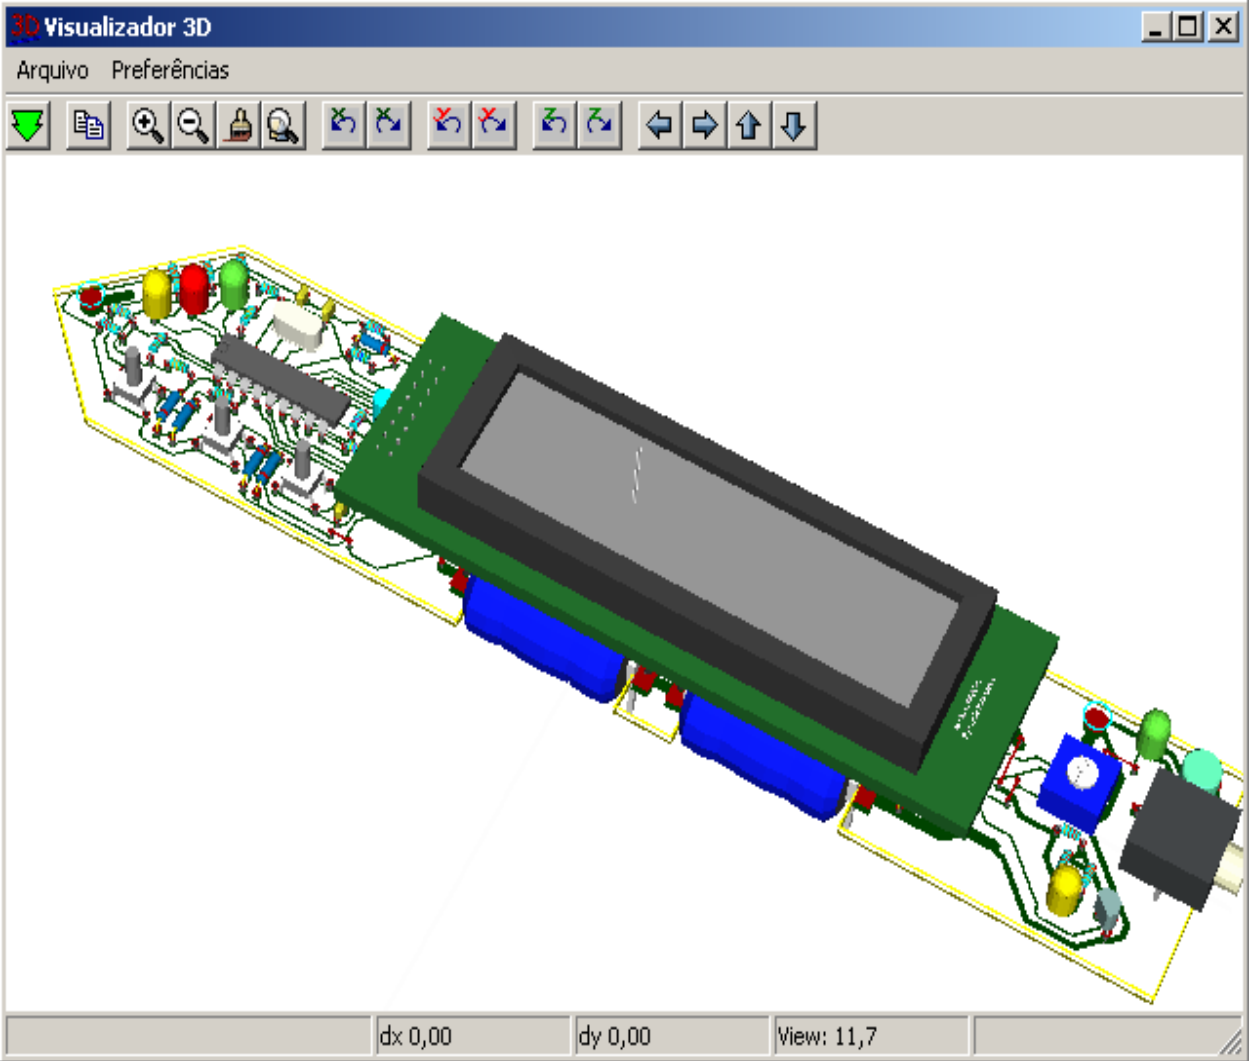 3D Visualizador 3D
Arquivo Preferências
X X Y Y Z Z
dx 0,00 dy 0,00 View: 11,7